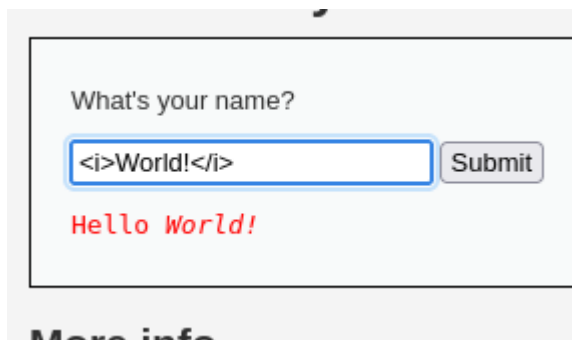 What's your name?
<i>World!</i> Submit
Hello World!
More info